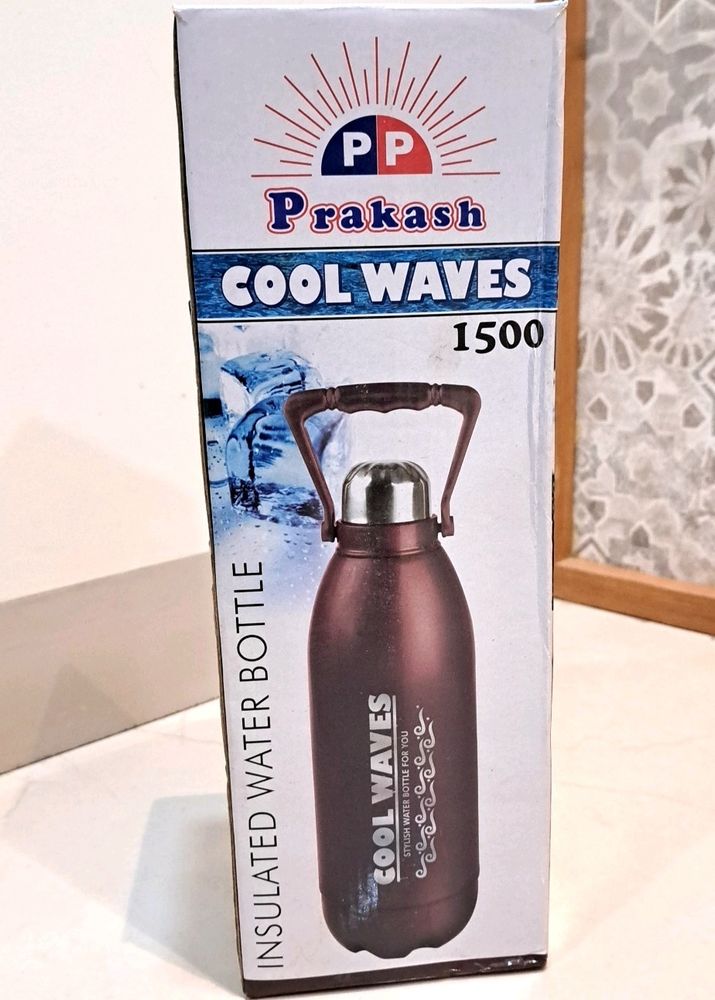 PP
Prakash
COOL WAVES
1500
INSULATED WATER BOTTLE
COOL WAVES
STYLISH WATER BOTTLE FOR YOU